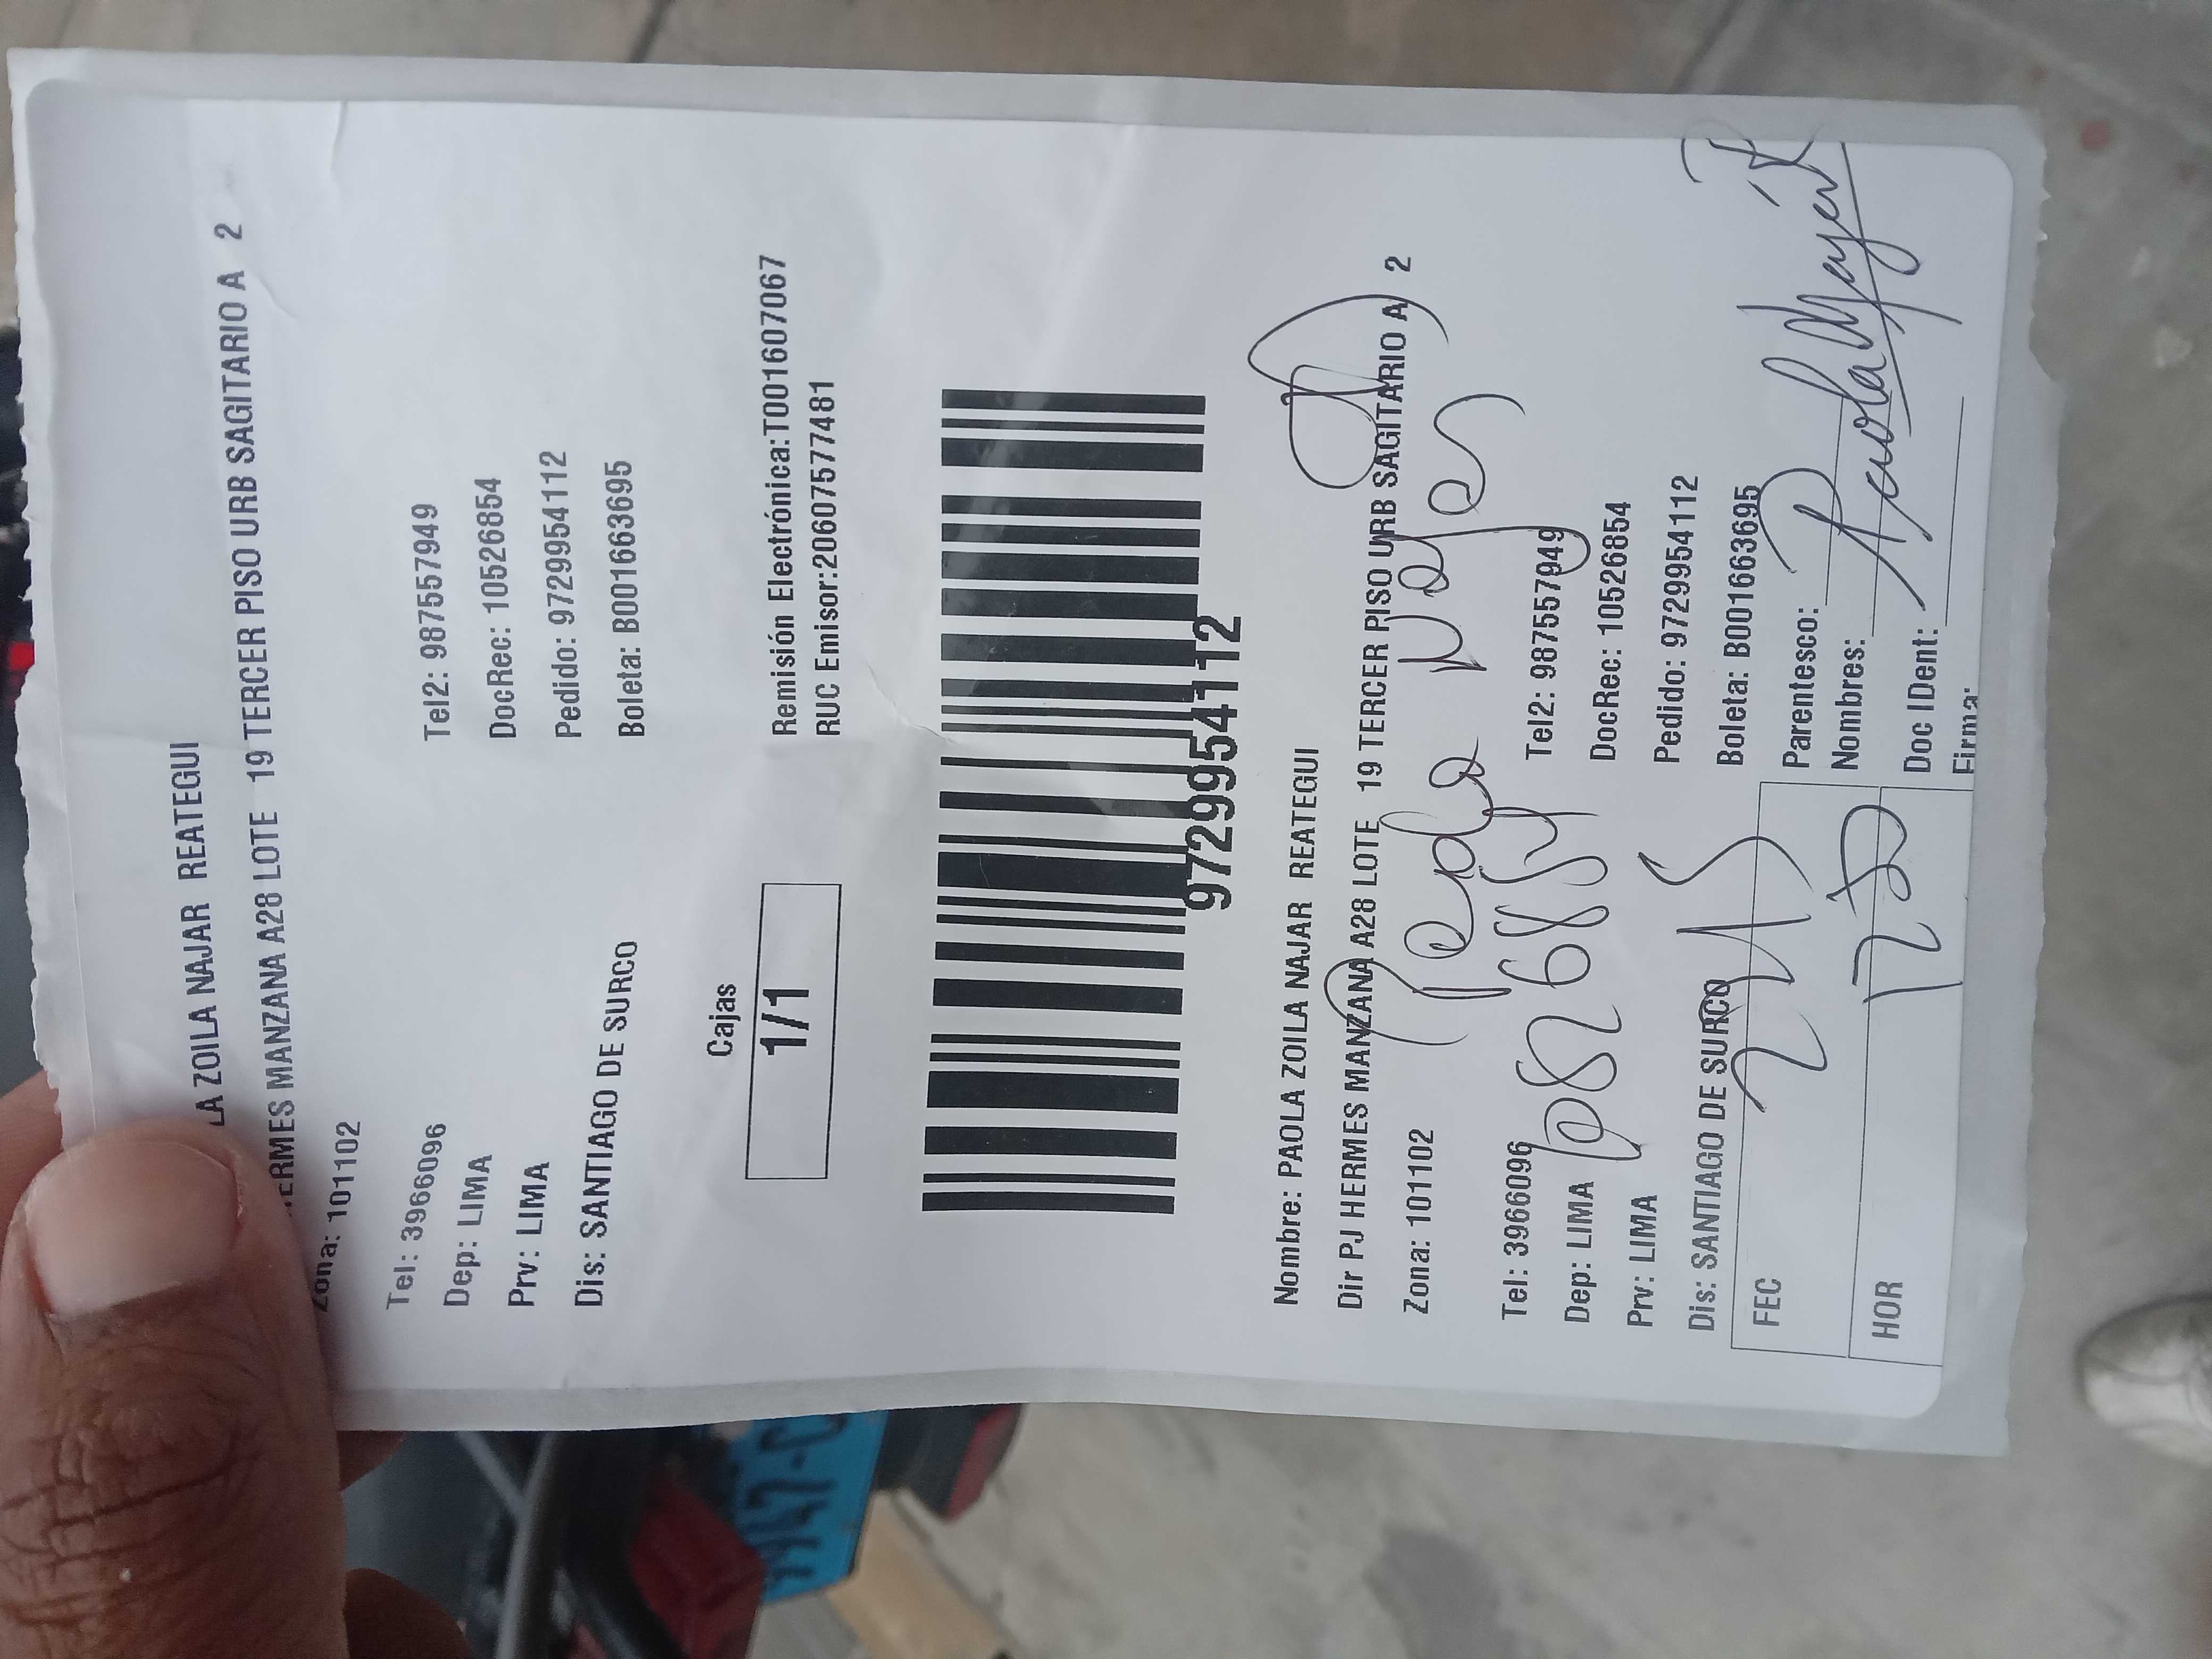 LA ZOILA NAJAR REATEGUI
HERMES MANZANA A28 LOTE 19 TERCER PISO URB SAGITARIO A 2
Zona: 101102
Tel: 3966096
Tel2: 987557949
Dep: LIMA
DocRec: 10526854
Prv: LIMA
Pedido: 9729954112
Dis: SANTIAGO DE SURCO
Boleta: B001663695
Cajas
1/1
Remisión Electrónica:T001607067
RUC Emisor:20607577481
9729954112
Nombre: PAOLA ZOILA NAJAR REATEGUI
Dir PJ HERMES MANZANA A28 LOTE 19 TERCER PISO URB SAGITARIO A 2
Zona: 101102
Tel: 3966096
Tel2: 987557949
Dep: LIMA
DocRec: 10526854
Prv: LIMA
Pedido: 9729954112
Dis: SANTIAGO DE SURCO
Boleta: B001663695
FEC
Parentesco:
Nombres:
HOR
Doc IDent:
Firma: